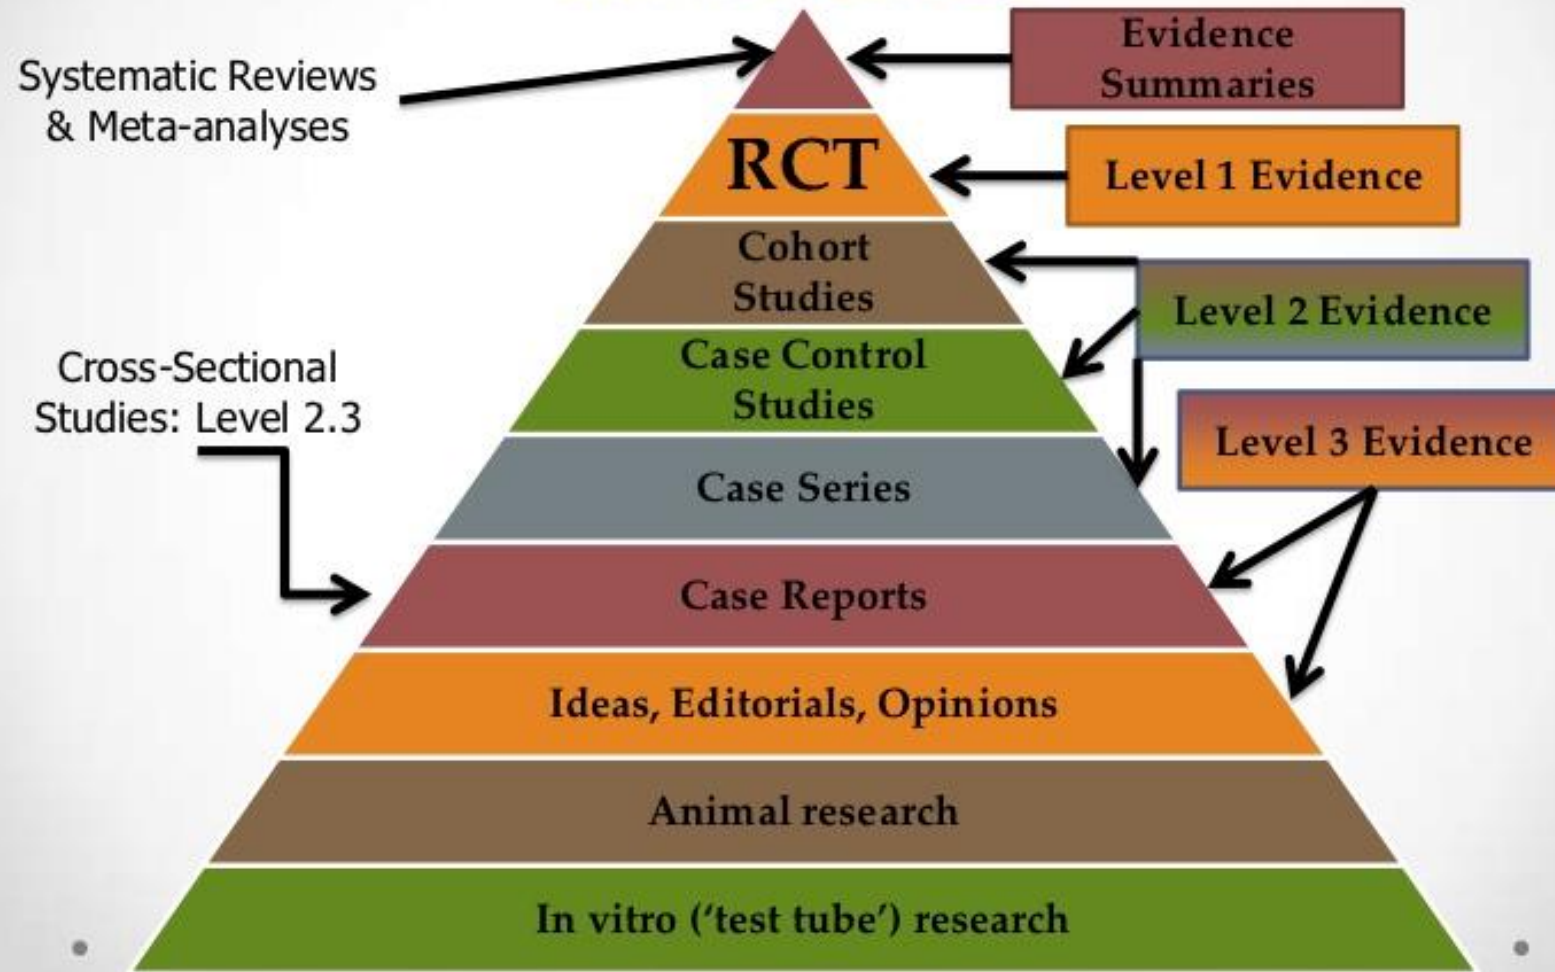 Systematic Reviews
& Meta-analyses
Evidence
Summaries
RCT
Level 1 Evidence
Cohort
Studies
Level 2 Evidence
Case Control
Studies
Cross-Sectional
Studies: Level 2.3
Level 3 Evidence
Case Series
Case Reports
Ideas, Editorials, Opinions
Animal research
In vitro (‘test tube’) research